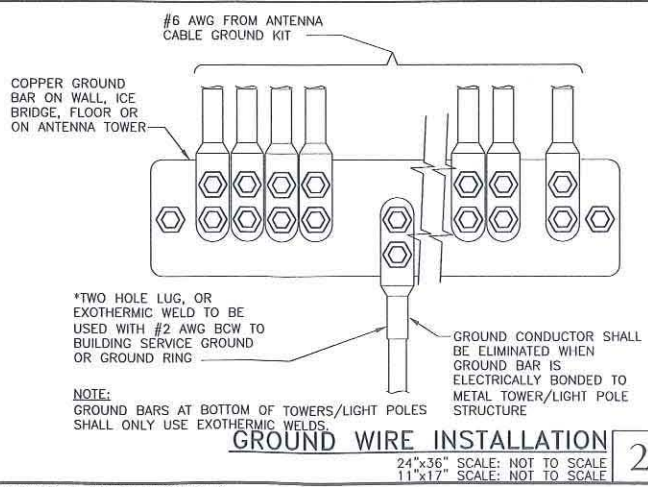 #6 AWG FROM ANTENNA
CABLE GROUND KIT
COPPER GROUND
BAR ON WALL, ICE
BRIDGE, FLOOR OR
ON ANTENNA TOWER
*TWO HOLE LUG, OR
EXOTHERMIC WELD TO BE
USED WITH #2 AWG BCW TO
BUILDING SERVICE GROUND
OR GROUND RING
GROUND CONDUCTOR SHALL
BE ELIMINATED WHEN
GROUND BAR IS
ELECTRICALLY BONDED TO
METAL TOWER/LIGHT POLE
STRUCTURE
NOTE:
GROUND BARS AT BOTTOM OF TOWERS/LIGHT POLES
SHALL ONLY USE EXOTHERMIC WELDS.
GROUND WIRE INSTALLATION
24"x36" SCALE: NOT TO SCALE
11"x17" SCALE: NOT TO SCALE
2